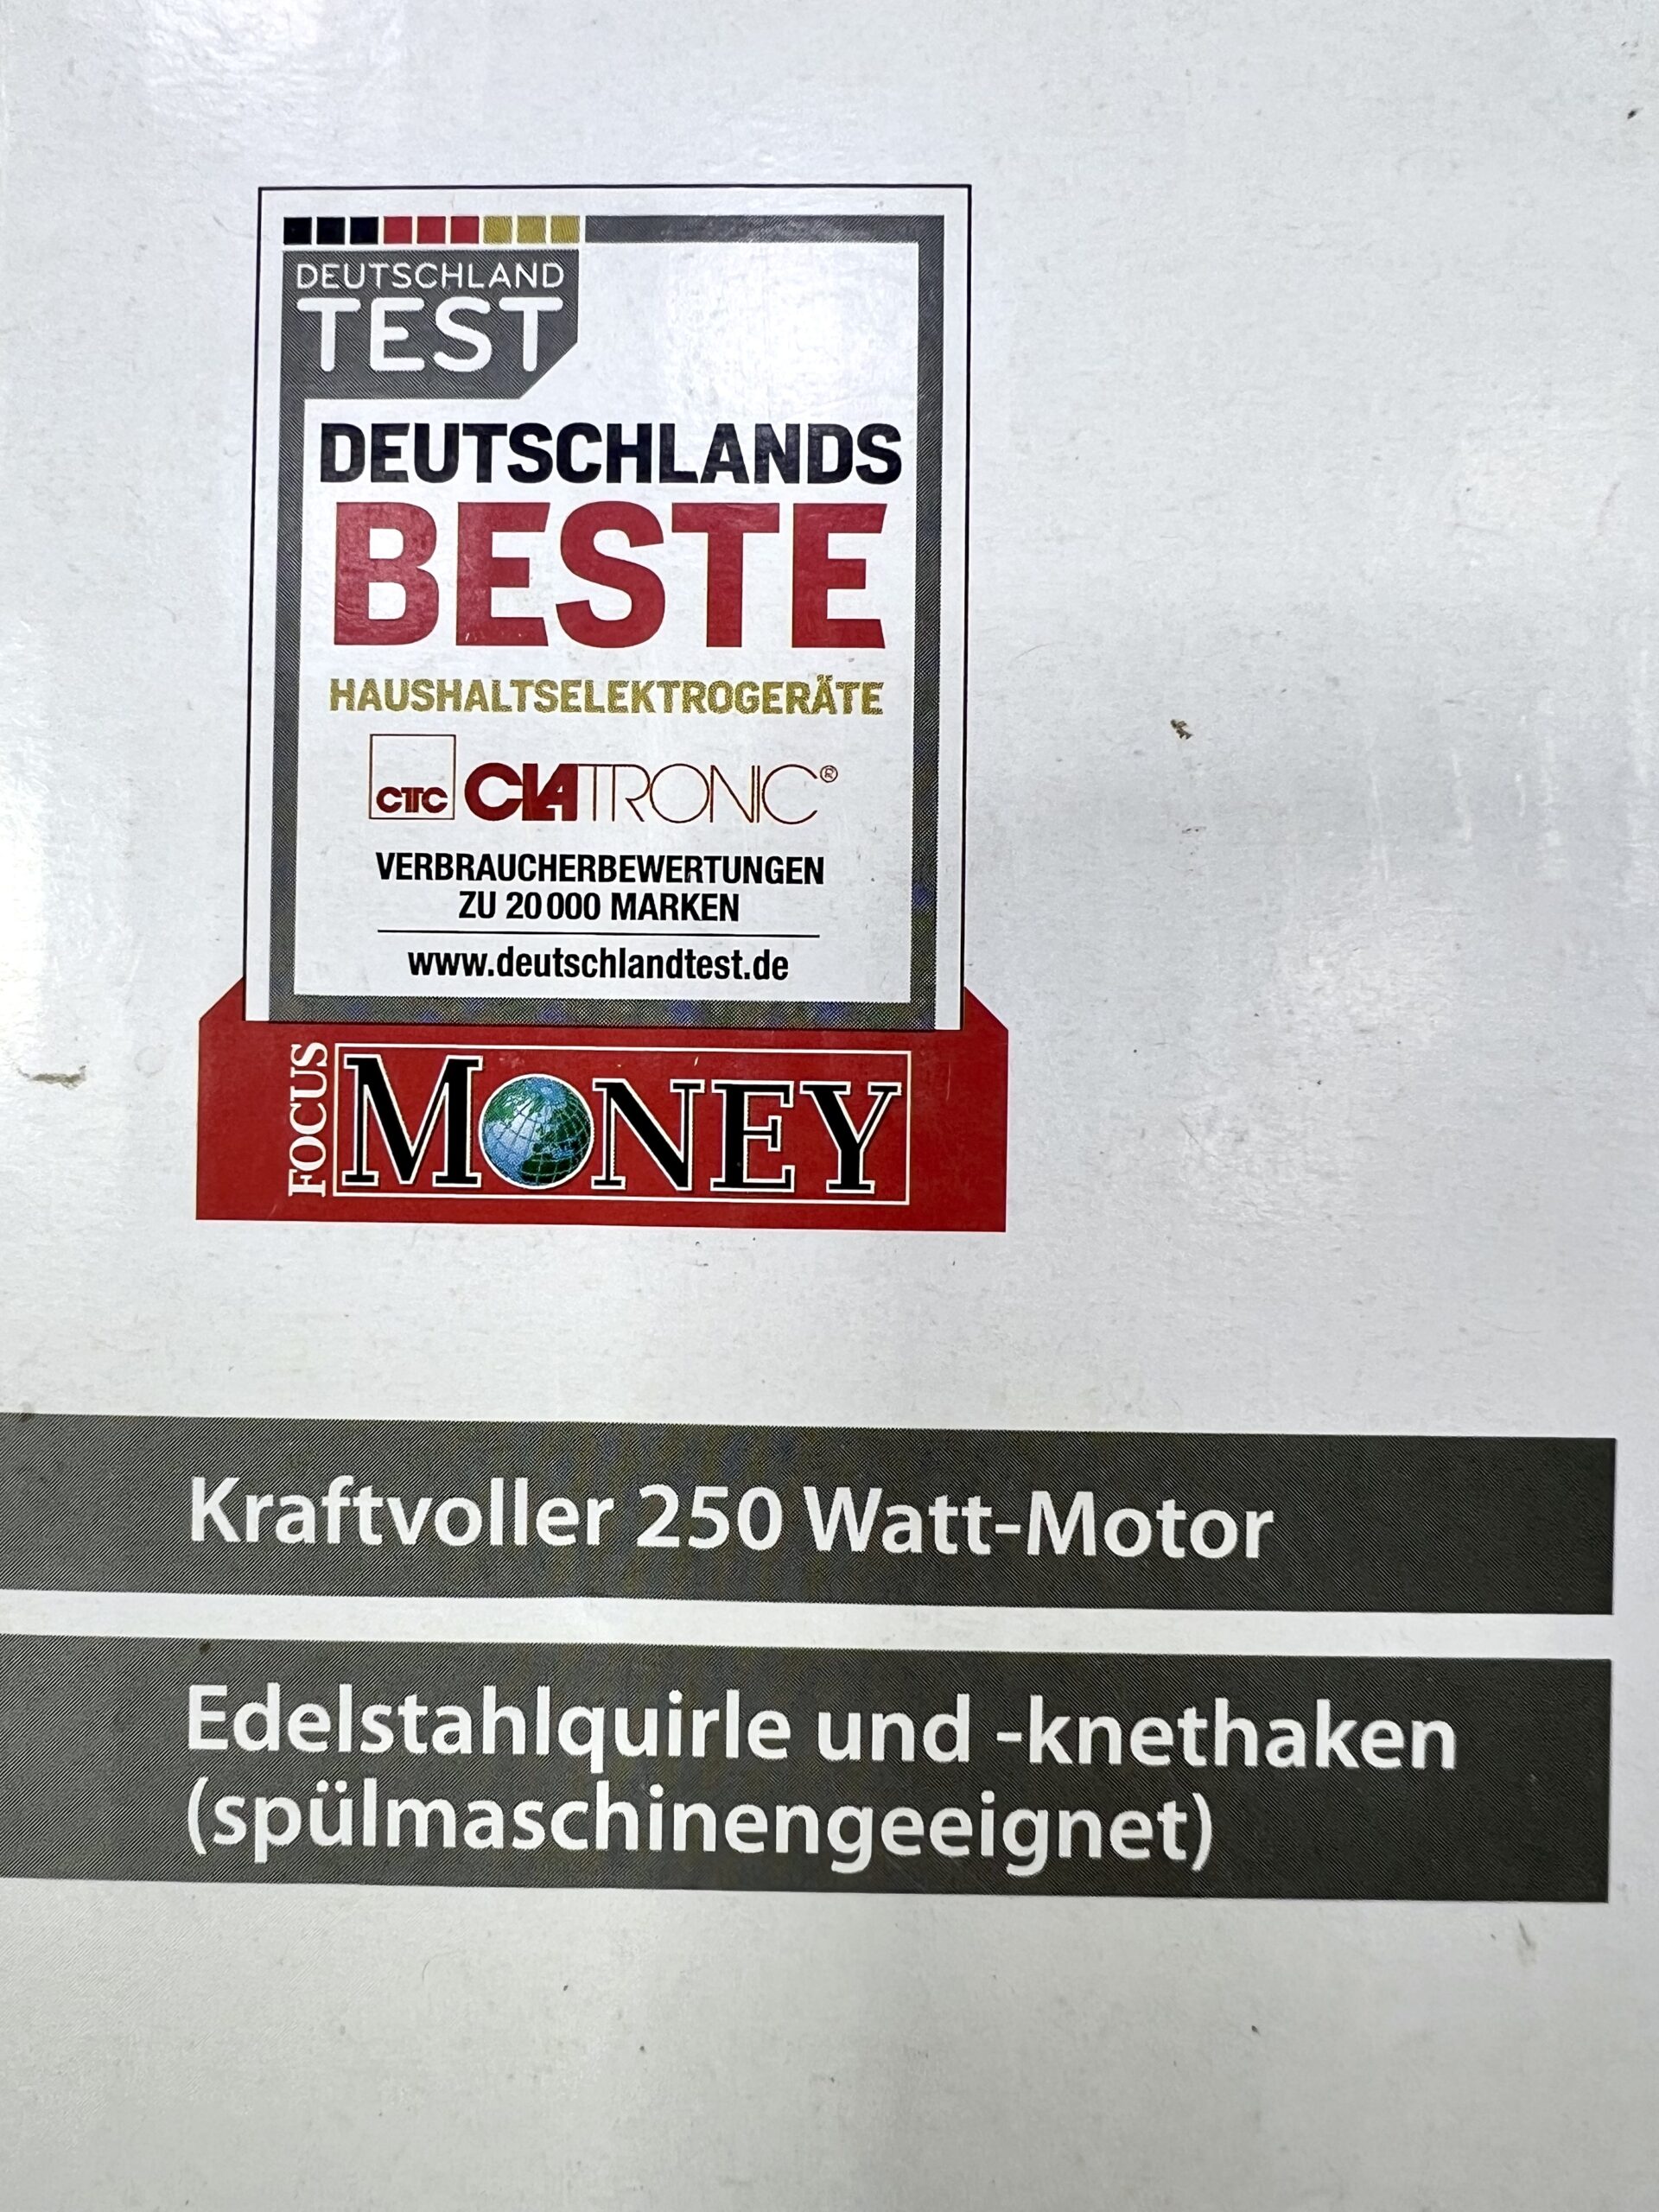 DEUTSCHLAND
TEST
DEUTSCHLANDS
BESTE
HAUSHALTSELEKTROGERÄTE
CTC CLATRONIC®
VERBRAUCHERBEWERTUNGEN
ZU 20 000 MARKEN
www.deutschlandtest.de
FOCUS MONEY
Kraftvoller 250 Watt-Motor
Edelstahlquirle und -knethaken
(spülmaschinengeeignet)